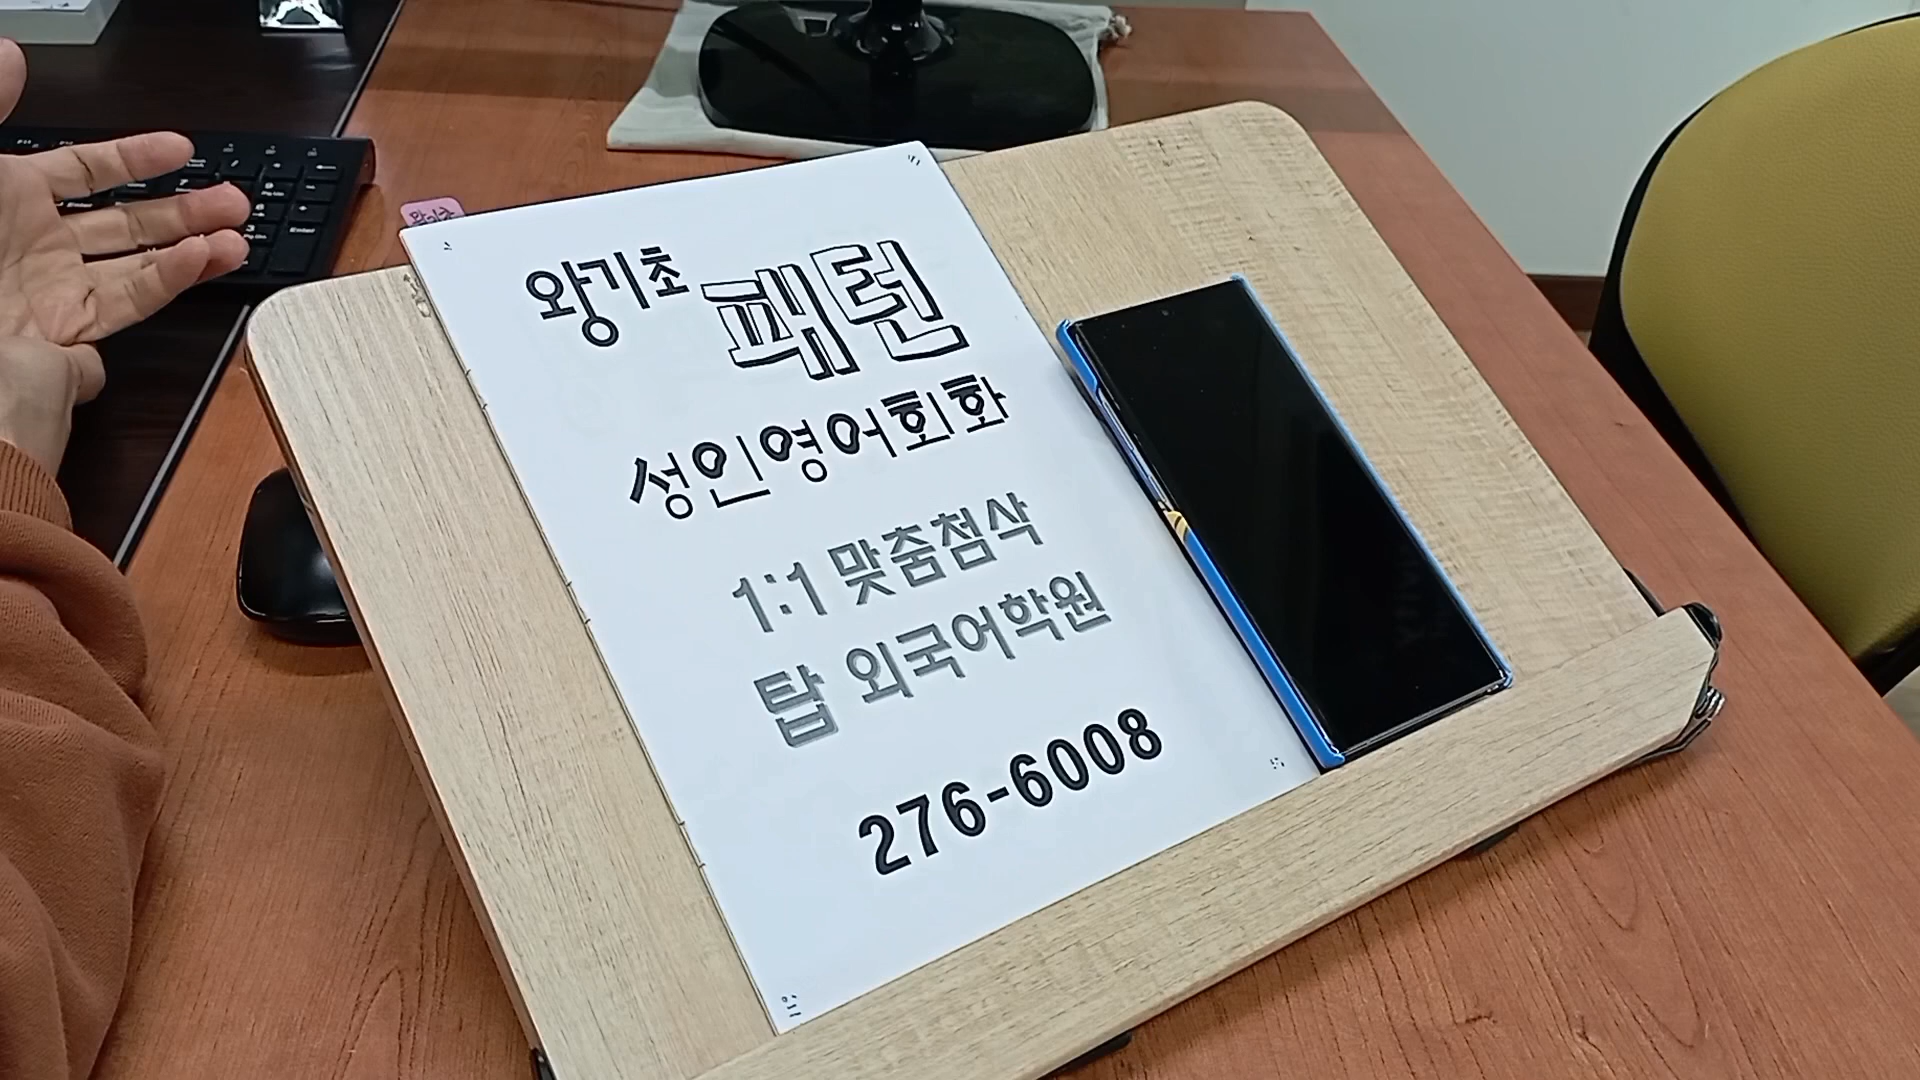 왕기초 패턴
성인영어회화
1:1 맞춤첨삭
탑 외국어학원
276-6008